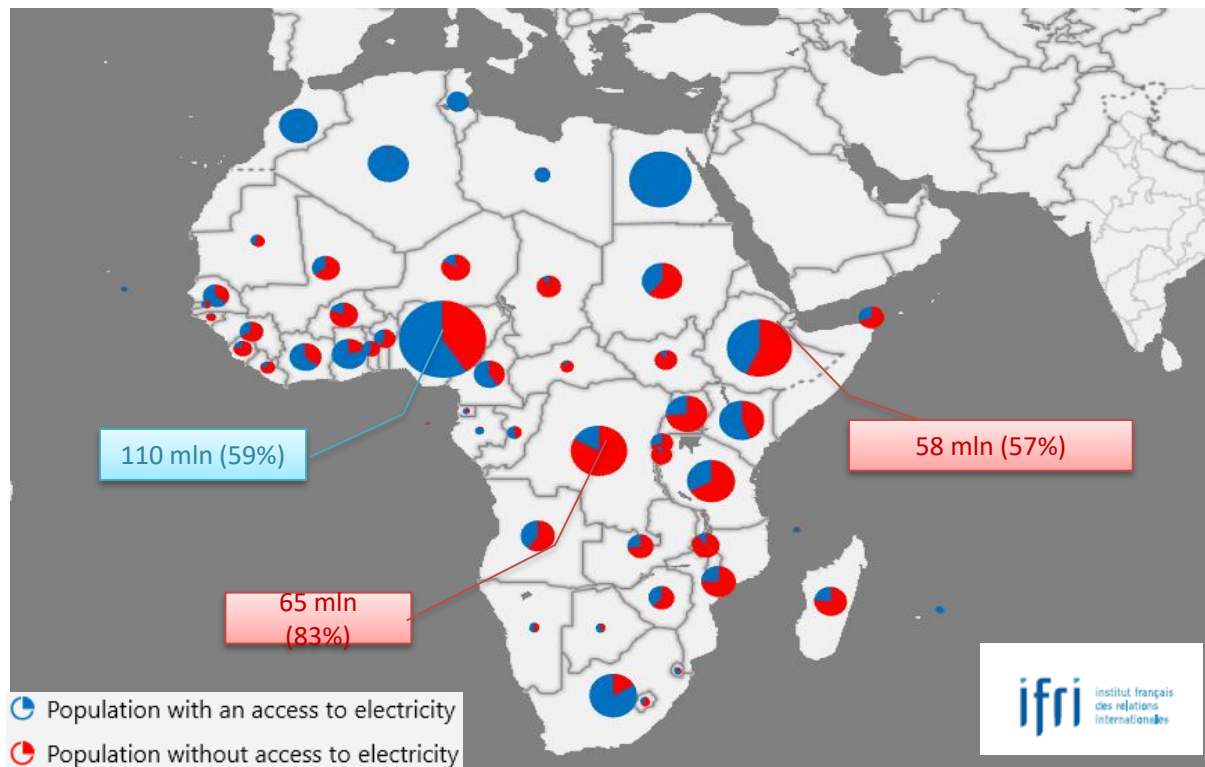 110 mln (59%)
58 mln (57%)
65 mln
(83%)
Population with an access to electricity
Population without access to electricity
ifri
institut français
des relations
internationales